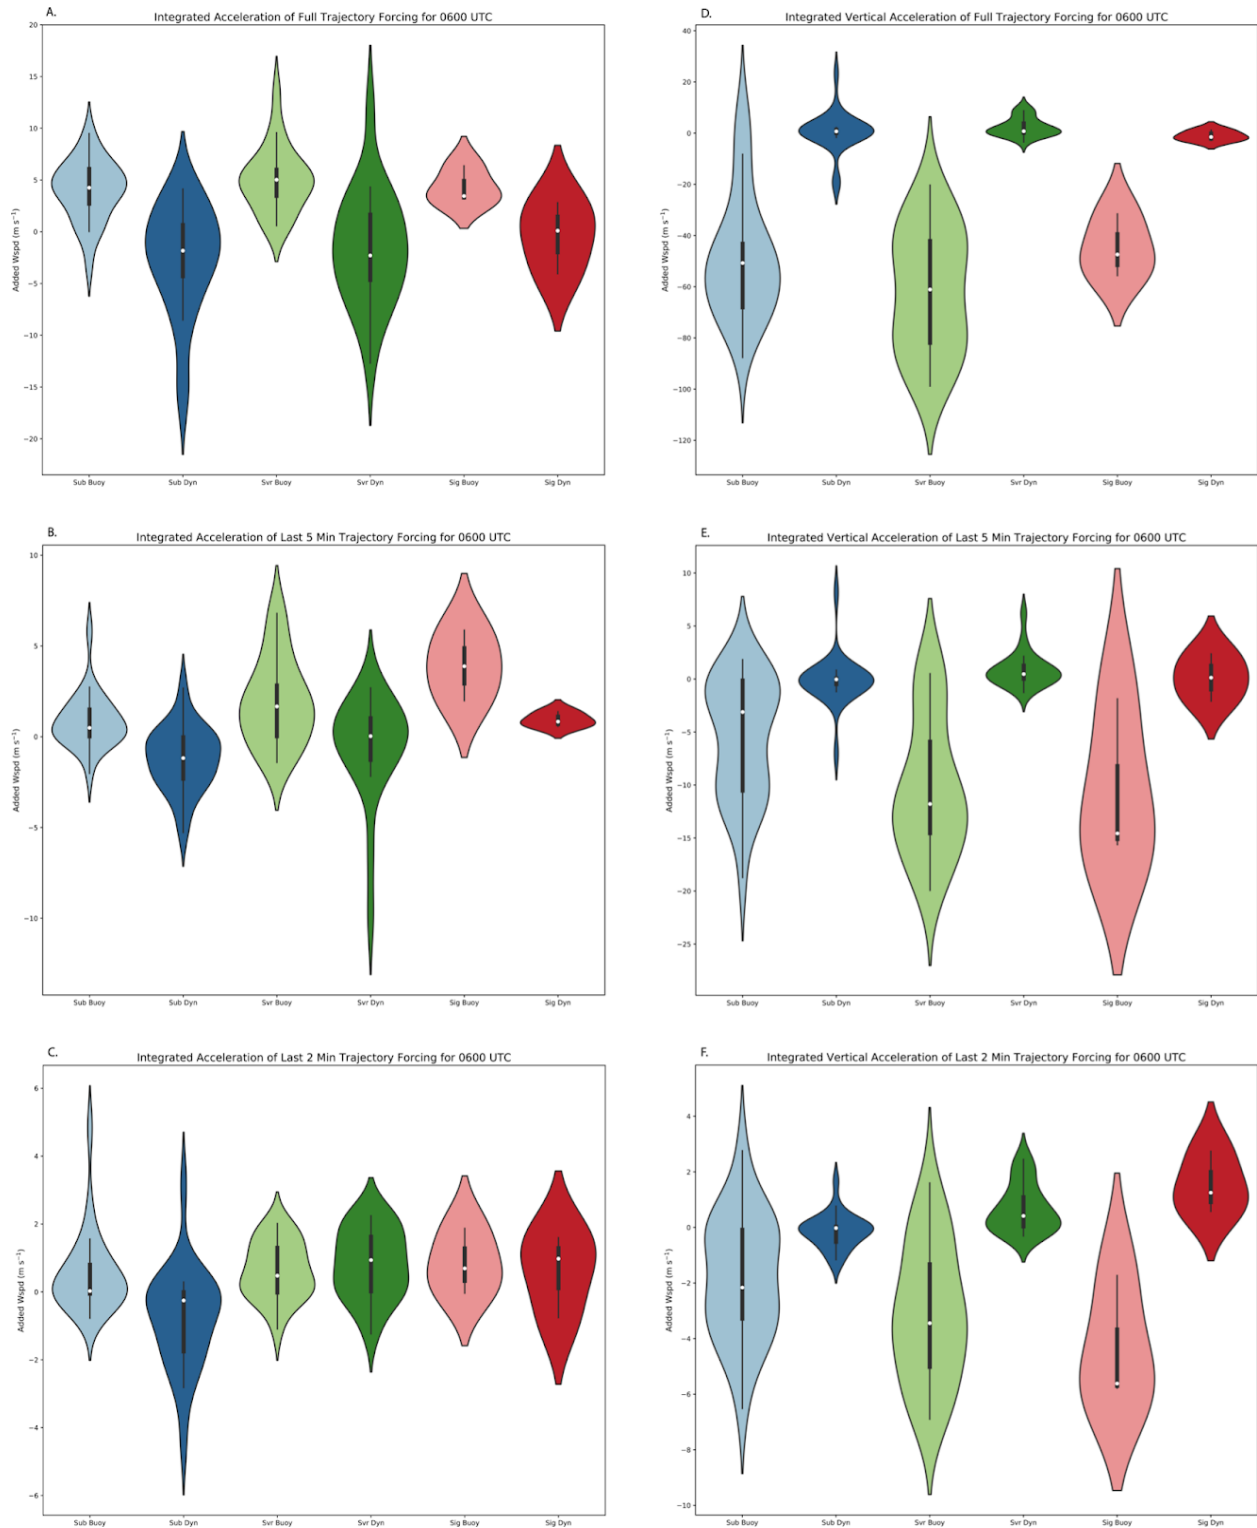 A.
Integrated Acceleration of Full Trajectory Forcing for 0600 UTC
20
15
10
5
0
−5
−10
−15
−20
Added Wspd (m s⁻¹)
Sub Buoy Sub Dyn Svr Buoy Svr Dyn Sig Buoy Sig Dyn
D.
Integrated Vertical Acceleration of Full Trajectory Forcing for 0600 UTC
40
20
0
−20
−40
−60
−80
−100
−120
Added Wspd (m s⁻¹)
Sub Buoy Sub Dyn Svr Buoy Svr Dyn Sig Buoy Sig Dyn
B.
Integrated Acceleration of Last 5 Min Trajectory Forcing for 0600 UTC
10
5
0
−5
−10
Added Wspd (m s⁻¹)
Sub Buoy Sub Dyn Svr Buoy Svr Dyn Sig Buoy Sig Dyn
E.
Integrated Vertical Acceleration of Last 5 Min Trajectory Forcing for 0600 UTC
10
5
0
−5
−10
−15
−20
−25
Added Wspd (m s⁻¹)
Sub Buoy Sub Dyn Svr Buoy Svr Dyn Sig Buoy Sig Dyn
C.
Integrated Acceleration of Last 2 Min Trajectory Forcing for 0600 UTC
6
4
2
0
−2
−4
−6
Added Wspd (m s⁻¹)
Sub Buoy Sub Dyn Svr Buoy Svr Dyn Sig Buoy Sig Dyn
F.
Integrated Vertical Acceleration of Last 2 Min Trajectory Forcing for 0600 UTC
4
2
0
−2
−4
−6
−8
−10
Added Wspd (m s⁻¹)
Sub Buoy Sub Dyn Svr Buoy Svr Dyn Sig Buoy Sig Dyn